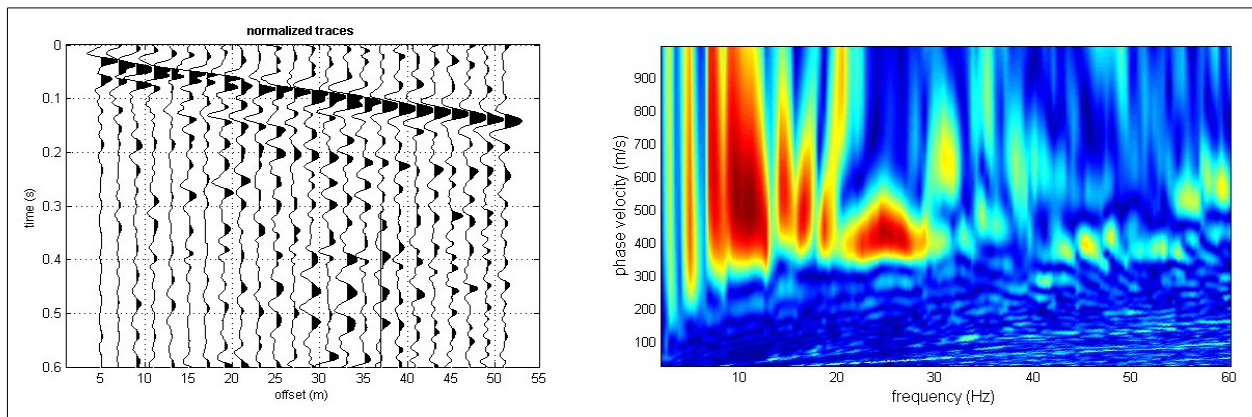 normalized traces
time (s)
0
0.1
0.2
0.3
0.4
0.5
0.6
5 10 15 20 25 30 35 40 45 50 55
offset (m)
phase velocity (m/s)
900
800
700
600
500
400
300
200
100
10 20 30 40 50 60
frequency (Hz)